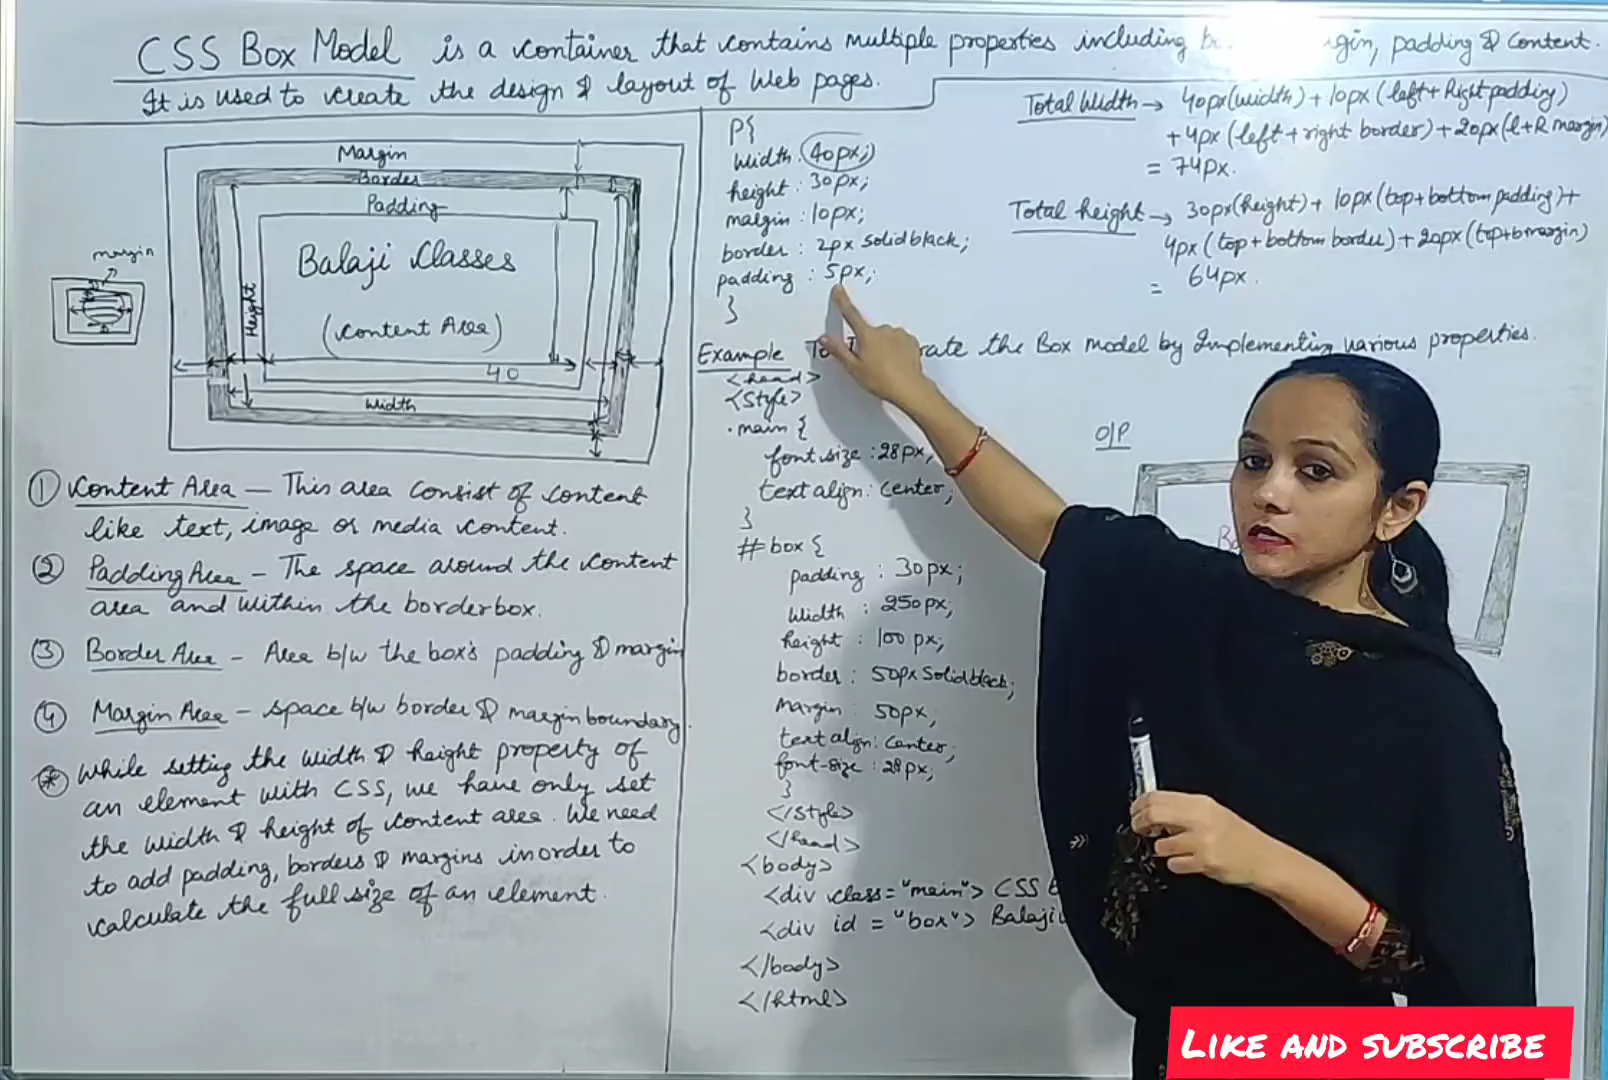 CSS Box Model is a container that contains multiple properties including padding & Content.
It is used to create the design & layout of Web pages.
Margin
Border
Padding
Balaji Classes
(Content Area)
Height
40
Width
margin
① Content Area – This area consist of content
like text, image or media content.
② Padding Area – The space around the content
area and within the borderbox.
③ Border Area – Area b/w the box's padding & margin
④ Margin Area – space b/w border & margin boundary.
* While setting the width & height property of
an element with CSS, we have only set
the width & height of content area. We need
to add padding, borders & margins inorder to
calculate the full size of an element.
P{
width : 40px;
height : 30px;
margin : 10px;
border : 2px solid black;
padding : 5px;
}
Total Width → 40px(width) + 10px (left+Right padding)
+ 4px (left + right border) + 20px (l+R margin)
= 74px.
Total height → 30px(height) + 10px (top+bottom padding) +
4px (top+bottom border) + 20px (top+b margin)
= 64px.
Example the Box model by Implementing various properties.
<head>
<style>
.main {
font size : 28px,
text align : Center;
}
# box {
padding : 30px;
width : 250px;
height : 100px;
border : 50px Solid black;
margin : 50px;
text align : Center;
font-size : 28px;
}
</style>
</head>
<body>
<div class="main"> CSS
<div id = "box"> Balaji
</body>
</html>
O/P
LIKE AND SUBSCRIBE